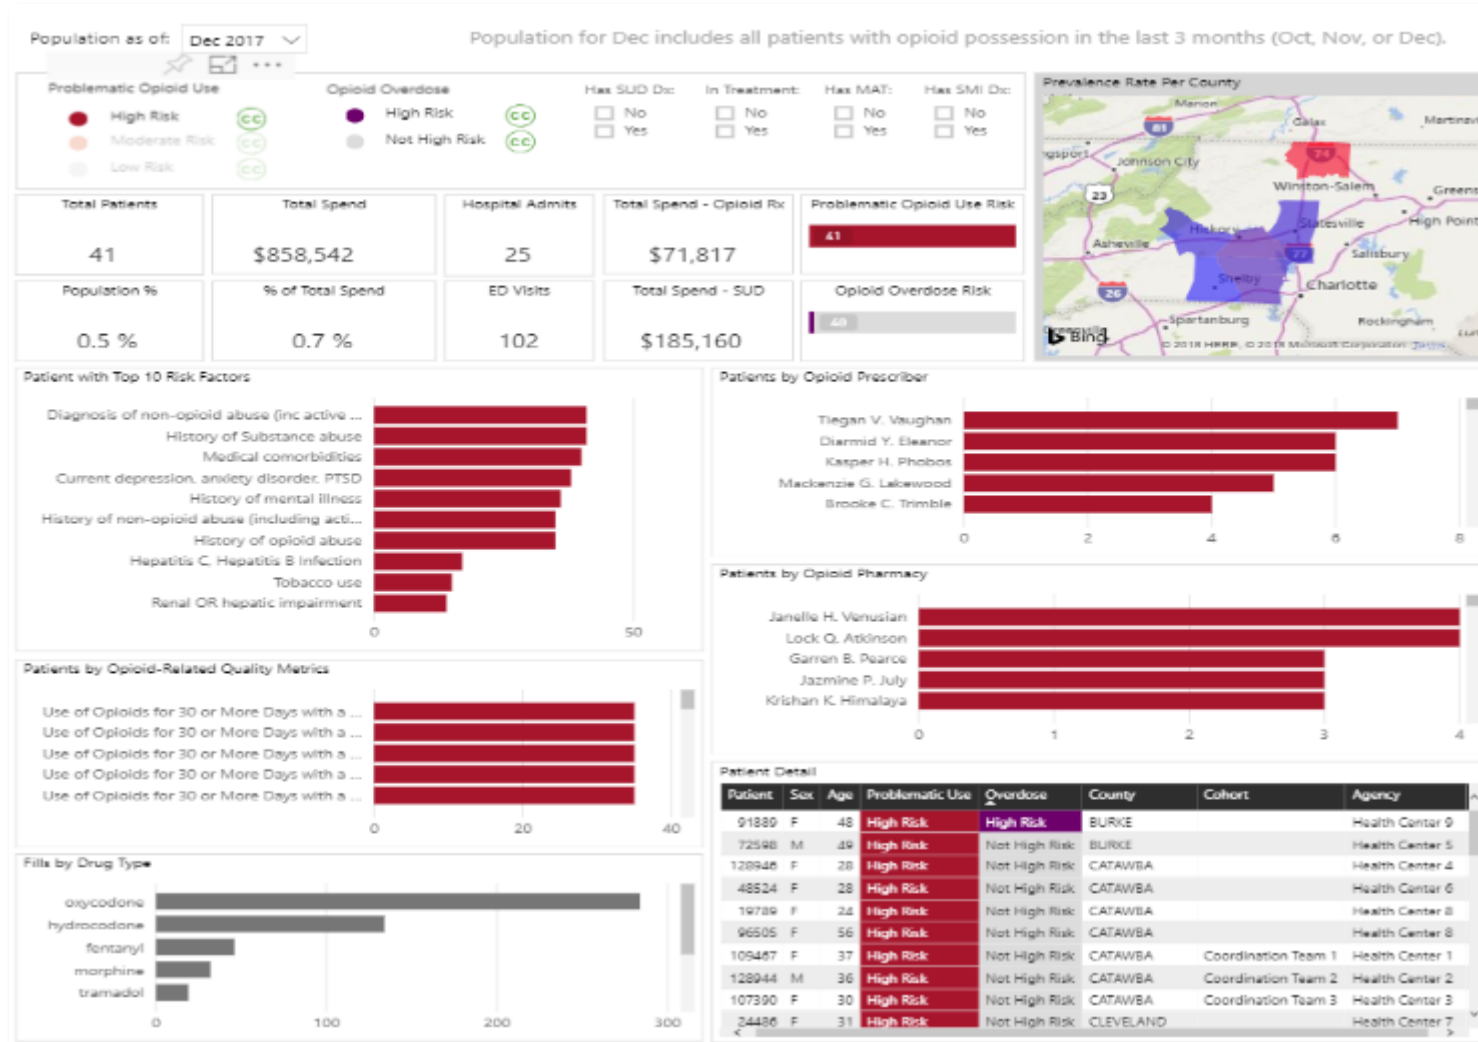 Population as of: Dec 2017
Population for Dec includes all patients with opioid possession in the last 3 months (Oct, Nov, or Dec).
Problematic Opioid Use
High Risk
Moderate Risk
Low Risk
Opioid Overdose
High Risk
Not High Risk
cc
cc
cc
cc
cc
Has SUD Dx:
No
Yes
In Treatment:
No
Yes
Has MAT:
No
Yes
Has SMI Dx:
No
Yes
Prevalence Rate Per County
Marion
Galax
Johnson City
81
74
23
Winston-Salem
Statesville
High Point
Hickory
Asheville
77
Salisbury
Shelby
Charlotte
26
Spartanburg
Rockingham
Bing
© 2018 HERE, © 2018 Microsoft Corporation Terms
Total Patients
41
Total Spend
$858,542
Hospital Admits
25
Total Spend - Opioid Rx
$71,817
Problematic Opioid Use Risk
41
Population %
0.5 %
% of Total Spend
0.7 %
ED Visits
102
Total Spend - SUD
$185,160
Opioid Overdose Risk
40
Patient with Top 10 Risk Factors
Diagnosis of non-opioid abuse (inc active ...
History of Substance abuse
Medical comorbidities
Current depression, anxiety disorder, PTSD
History of mental illness
History of non-opioid abuse (including acti...
History of opioid abuse
Hepatitis C, Hepatitis B Infection
Tobacco use
Renal OR hepatic impairment
0 50
Patients by Opioid Prescriber
Tiegan V. Vaughan
Diarmid Y. Eleanor
Kasper H. Phobos
Mackenzie G. Lakewood
Brooke C. Trimble
0 2 4 6 8
Patients by Opioid Pharmacy
Janelle H. Venusian
Lock Q. Atkinson
Garren B. Pearce
Jazmine P. July
Krishan K. Himalaya
0 1 2 3 4
Patients by Opioid-Related Quality Metrics
Use of Opioids for 30 or More Days with a ...
Use of Opioids for 30 or More Days with a ...
Use of Opioids for 30 or More Days with a ...
Use of Opioids for 30 or More Days with a ...
Use of Opioids for 30 or More Days with a ...
0 20 40
Fills by Drug Type
oxycodone
hydrocodone
fentanyl
morphine
tramadol
0 100 200 300
Patient Detail
Patient Sex Age Problematic Use Overdose County Cohort Agency
91889 F 48 High Risk High Risk BURKE Health Center 9
72598 M 49 High Risk Not High Risk BURKE Health Center 5
128946 F 28 High Risk Not High Risk CATAWBA Health Center 4
48524 F 28 High Risk Not High Risk CATAWBA Health Center 6
19789 F 24 High Risk Not High Risk CATAWBA Health Center 8
96505 F 56 High Risk Not High Risk CATAWBA Health Center 8
109467 F 37 High Risk Not High Risk CATAWBA Coordination Team 1 Health Center 1
128944 M 36 High Risk Not High Risk CATAWBA Coordination Team 2 Health Center 2
107390 F 30 High Risk Not High Risk CATAWBA Coordination Team 3 Health Center 3
24486 F 31 High Risk Not High Risk CLEVELAND Health Center 7